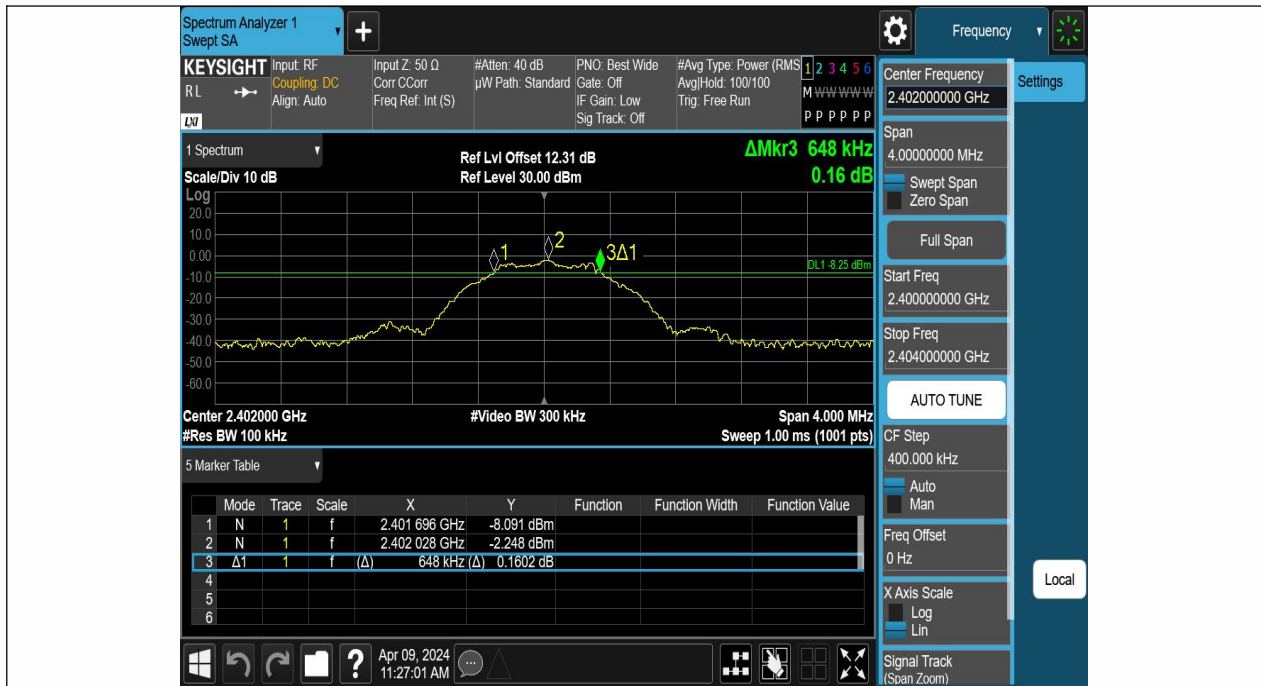 Spectrum Analyzer 1
Swept SA
+
Frequency
KEYSIGHT
RL
LXI
Input: RF
Coupling: DC
Align: Auto
Input Z: 50 Ω
Corr CCorr
Freq Ref: Int (S)
#Atten: 40 dB
µW Path: Standard
PNO: Best Wide
Gate: Off
IF Gain: Low
Sig Track: Off
#Avg Type: Power (RMS
Avg|Hold: 100/100
Trig: Free Run
1 2 3 4 5 6
M W W W W W
P P P P P P
1 Spectrum
Scale/Div 10 dB
Ref Lvl Offset 12.31 dB
Ref Level 30.00 dBm
ΔMkr3 648 kHz
0.16 dB
Log
20.0
10.0
0.00
-10.0
-20.0
-30.0
-40.0
-50.0
-60.0
1
2
3Δ1
DL1 -8.25 dBm
Center 2.402000 GHz
#Video BW 300 kHz
Span 4.000 MHz
#Res BW 100 kHz
Sweep 1.00 ms (1001 pts)
5 Marker Table
Mode Trace Scale X Y Function Function Width Function Value
1 N 1 f 2.401 696 GHz -8.091 dBm
2 N 1 f 2.402 028 GHz -2.248 dBm
3 Δ1 1 f (Δ) 648 kHz (Δ) 0.1602 dB
4
5
6
?
Apr 09, 2024
11:27:01 AM
Center Frequency
2.402000000 GHz
Settings
Span
4.00000000 MHz
Swept Span
Zero Span
Full Span
Start Freq
2.400000000 GHz
Stop Freq
2.404000000 GHz
AUTO TUNE
CF Step
400.000 kHz
Auto
Man
Freq Offset
0 Hz
Local
X Axis Scale
Log
Lin
Signal Track
(Span Zoom)